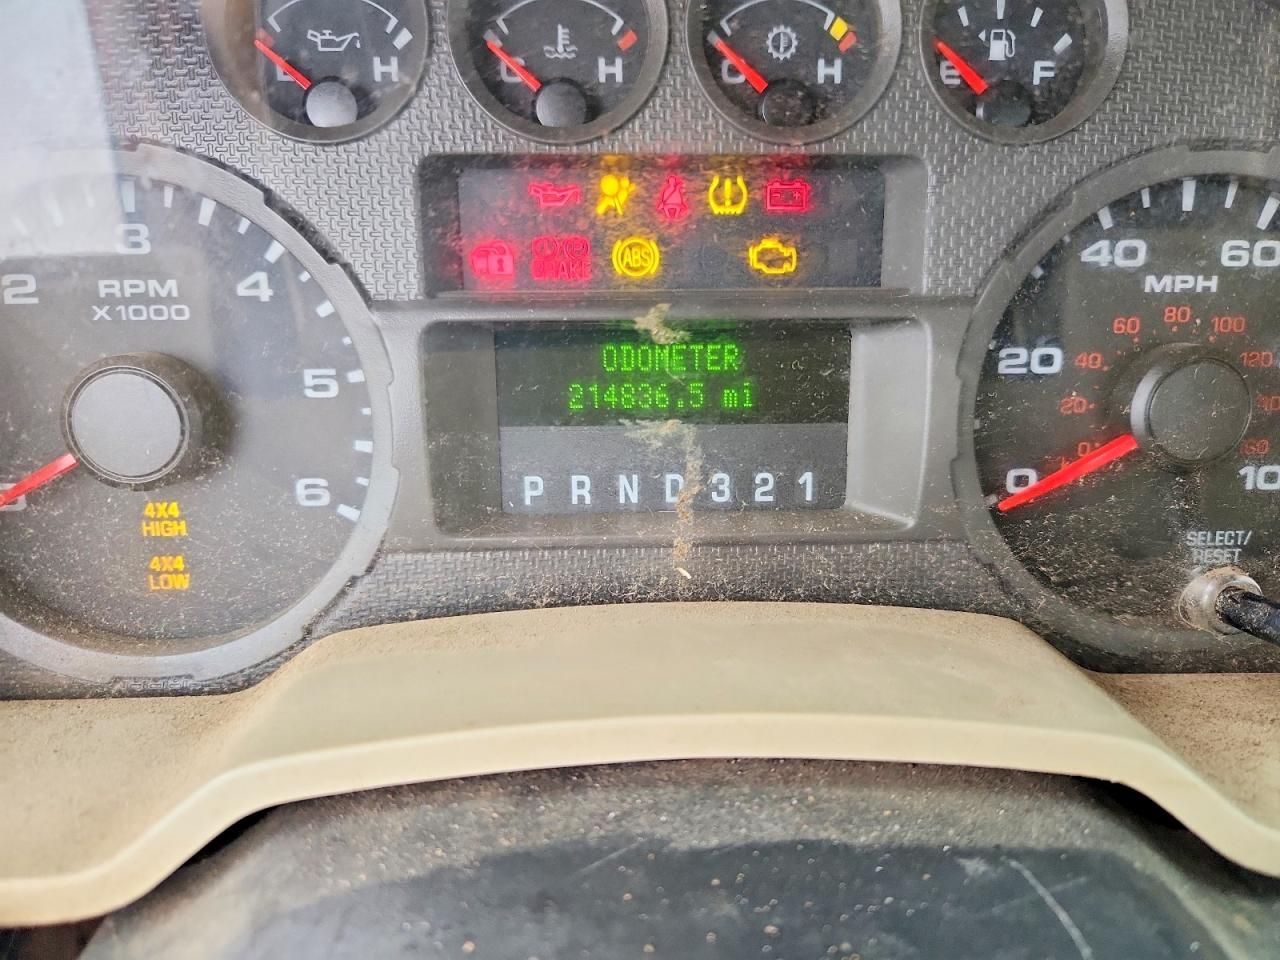 L H
C H
C H
E F
2 3 4 5 6
RPM
X1000
4X4
HIGH
4X4
LOW
BRAKE
ABS
ODOMETER
214836.5 mi
P R N D 3 2 1
0 20 40 60
MPH
0 20 40 60 80 100 120
SELECT/
RESET